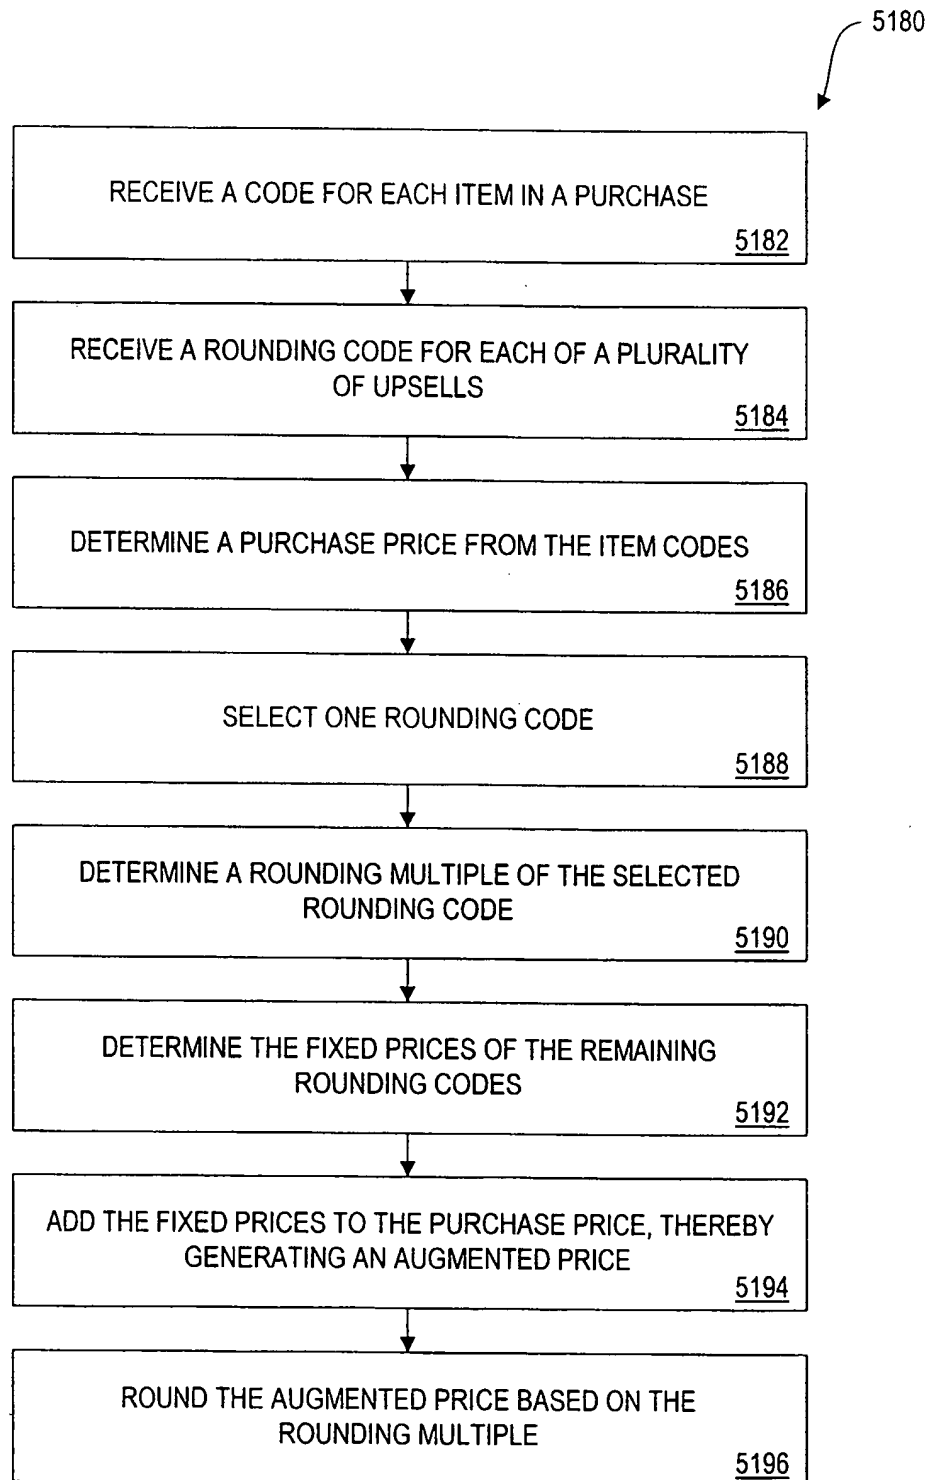 5180
RECEIVE A CODE FOR EACH ITEM IN A PURCHASE
5182
RECEIVE A ROUNDING CODE FOR EACH OF A PLURALITY
OF UPSELLS
5184
DETERMINE A PURCHASE PRICE FROM THE ITEM CODES
5186
SELECT ONE ROUNDING CODE
5188
DETERMINE A ROUNDING MULTIPLE OF THE SELECTED
ROUNDING CODE
5190
DETERMINE THE FIXED PRICES OF THE REMAINING
ROUNDING CODES
5192
ADD THE FIXED PRICES TO THE PURCHASE PRICE, THEREBY
GENERATING AN AUGMENTED PRICE
5194
ROUND THE AUGMENTED PRICE BASED ON THE
ROUNDING MULTIPLE
5196